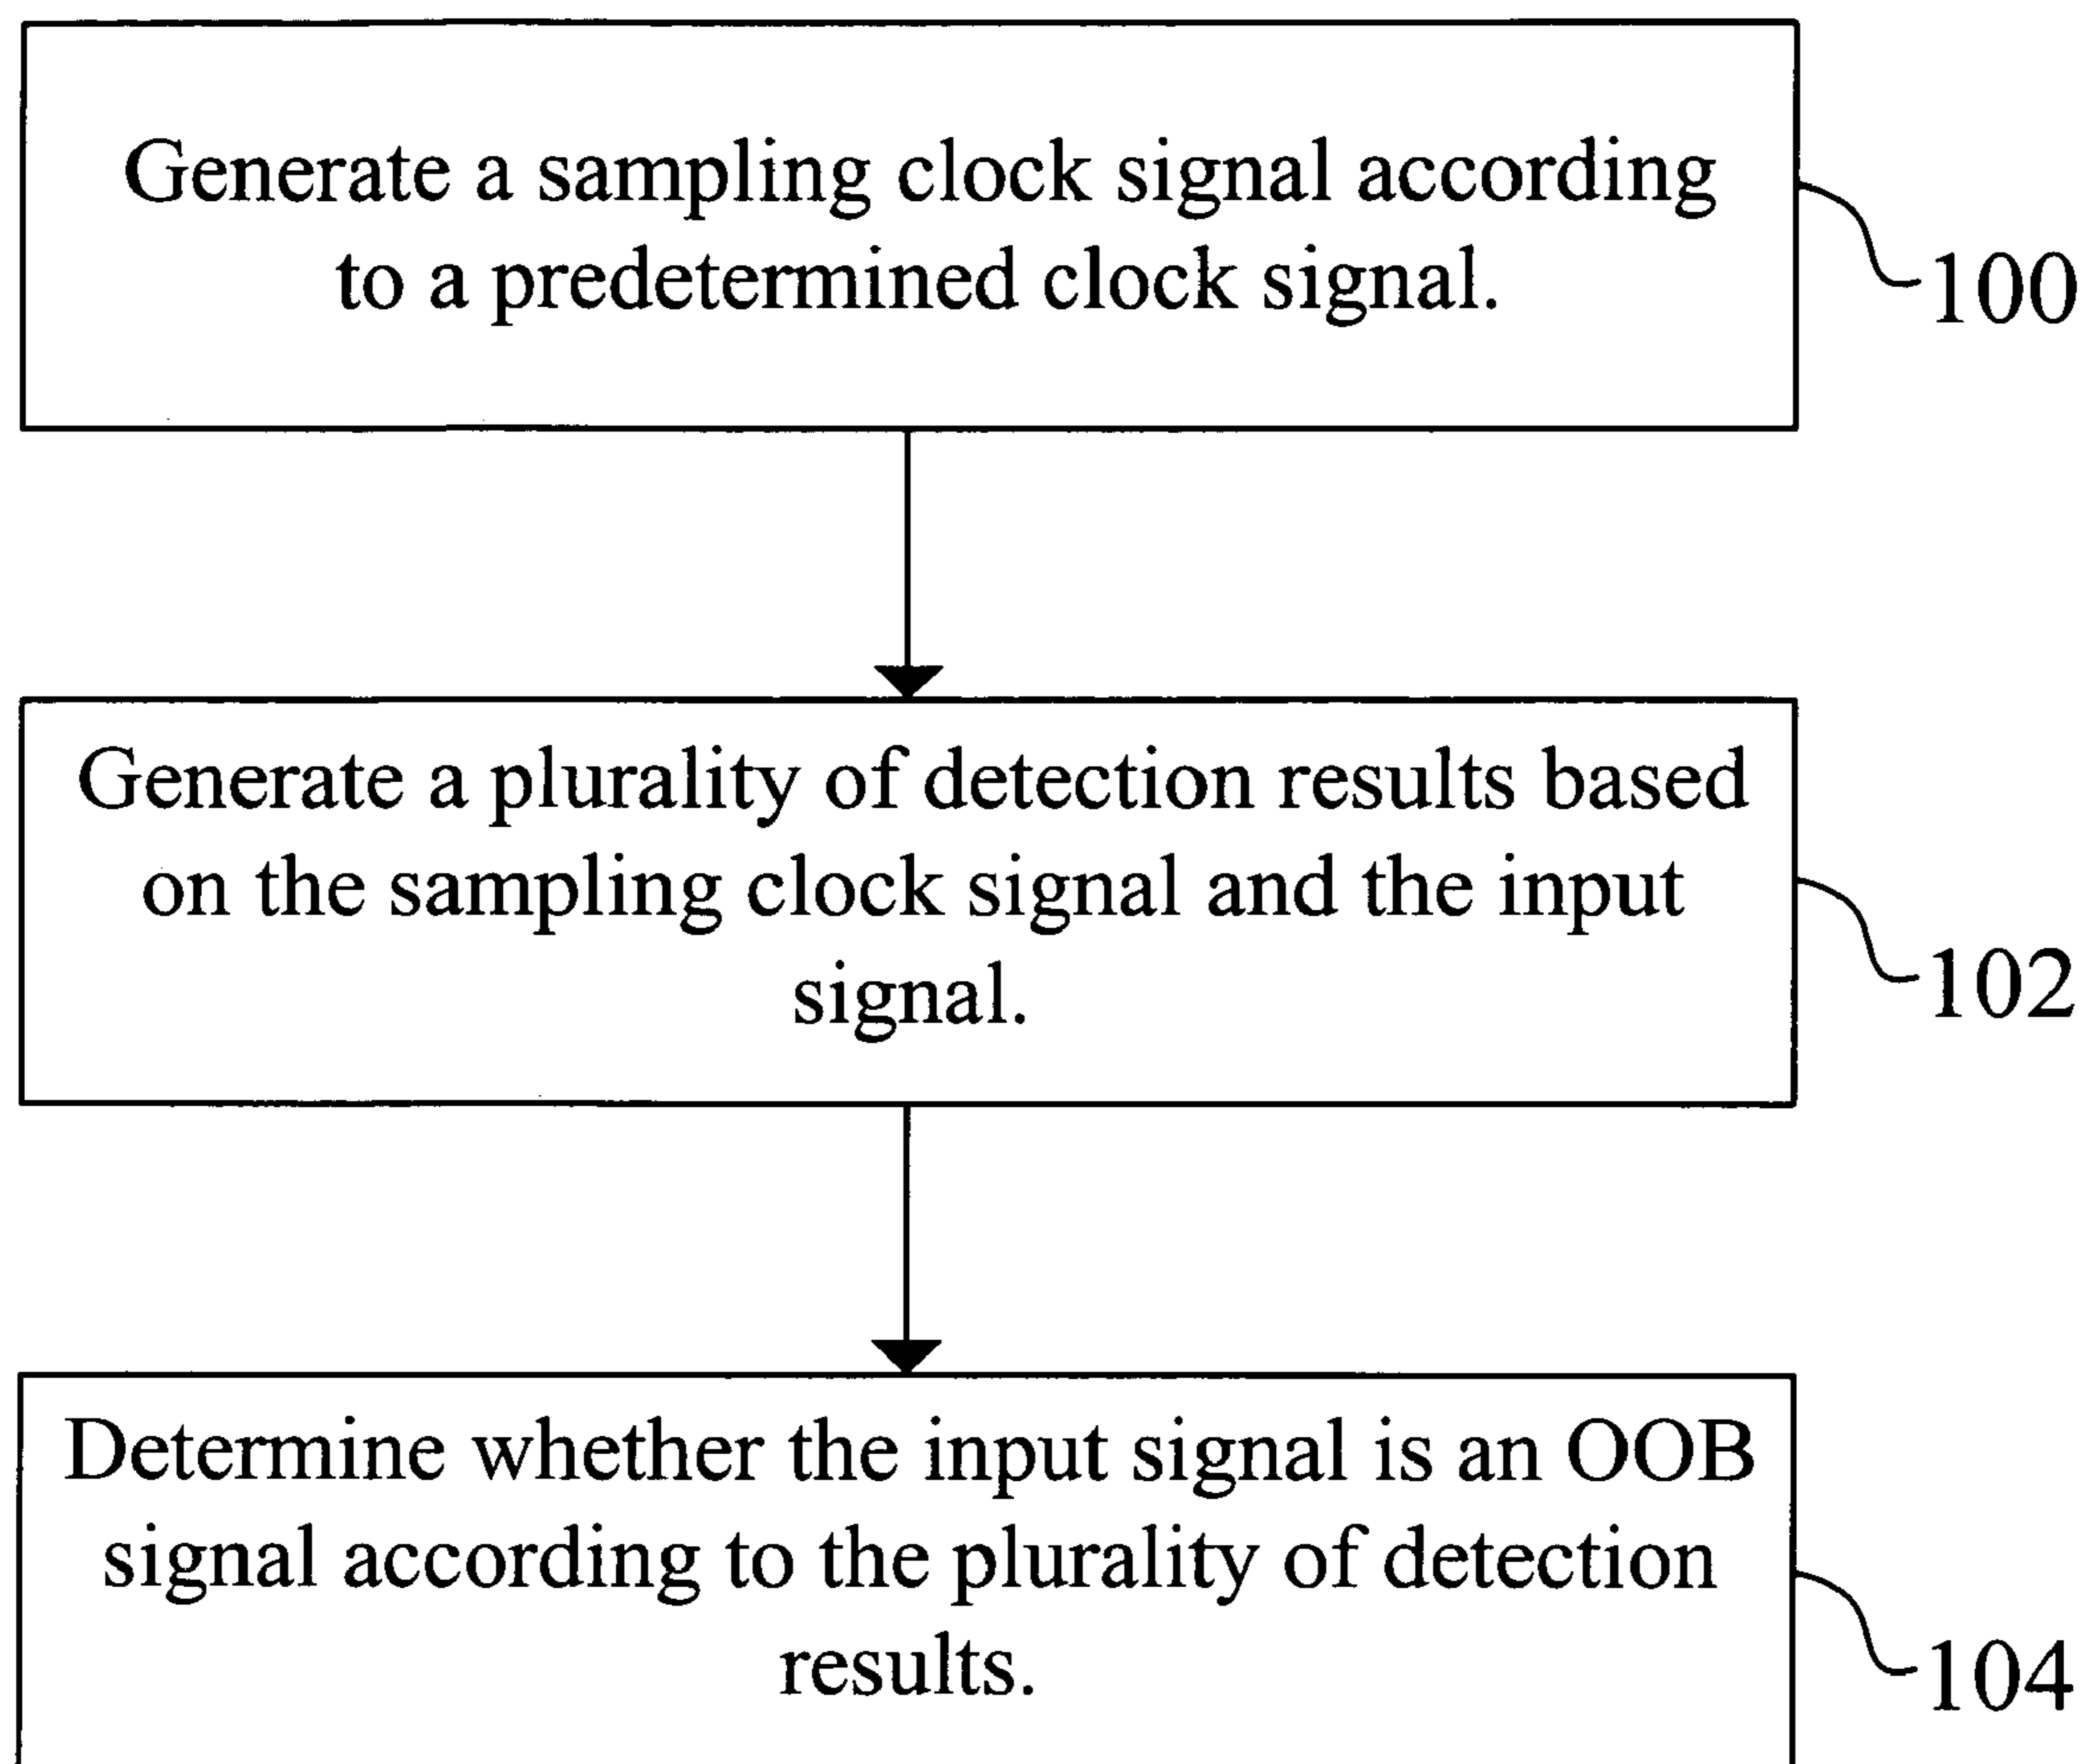 Generate a sampling clock signal according
to a predetermined clock signal.
100
Generate a plurality of detection results based
on the sampling clock signal and the input
signal.
102
Determine whether the input signal is an OOB
signal according to the plurality of detection
results.
104